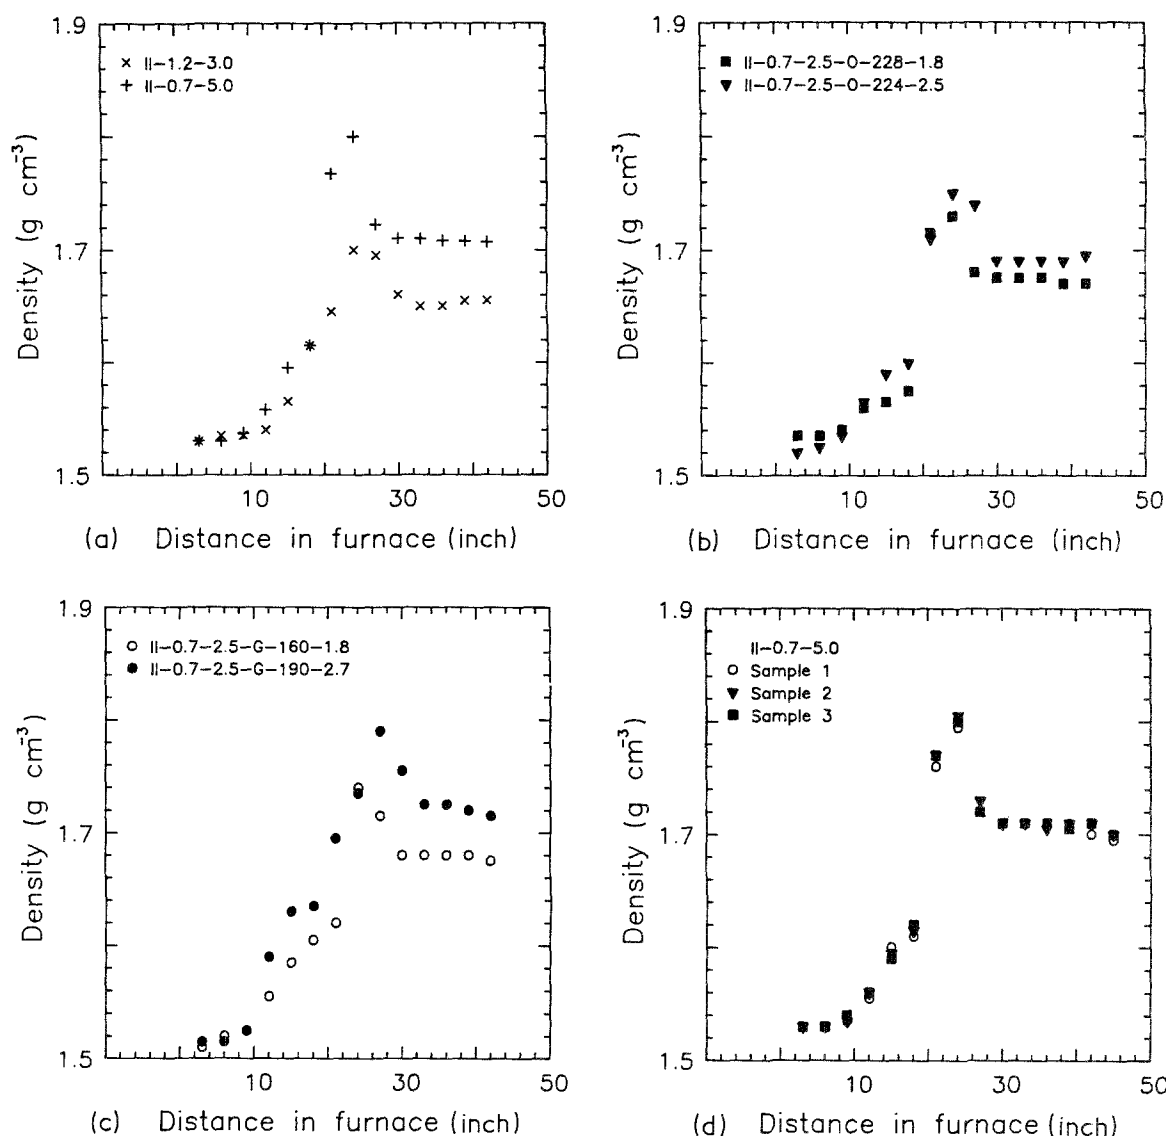 1.9
II-1.2-3.0
II-0.7-5.0
1.7
1.5
10 30 50
Density (g cm⁻³)
(a) Distance in furnace (inch)
1.9
II-0.7-2.5-O-228-1.8
II-0.7-2.5-O-224-2.5
1.7
1.5
10 30 50
Density (g cm⁻³)
(b) Distance in furnace (inch)
1.9
II-0.7-2.5-G-160-1.8
II-0.7-2.5-G-190-2.7
1.7
1.5
10 30 50
Density (g cm⁻³)
(c) Distance in furnace (inch)
1.9
II-0.7-5.0
Sample 1
Sample 2
Sample 3
1.7
1.5
10 30 50
Density (g cm⁻³)
(d) Distance in furnace (inch)